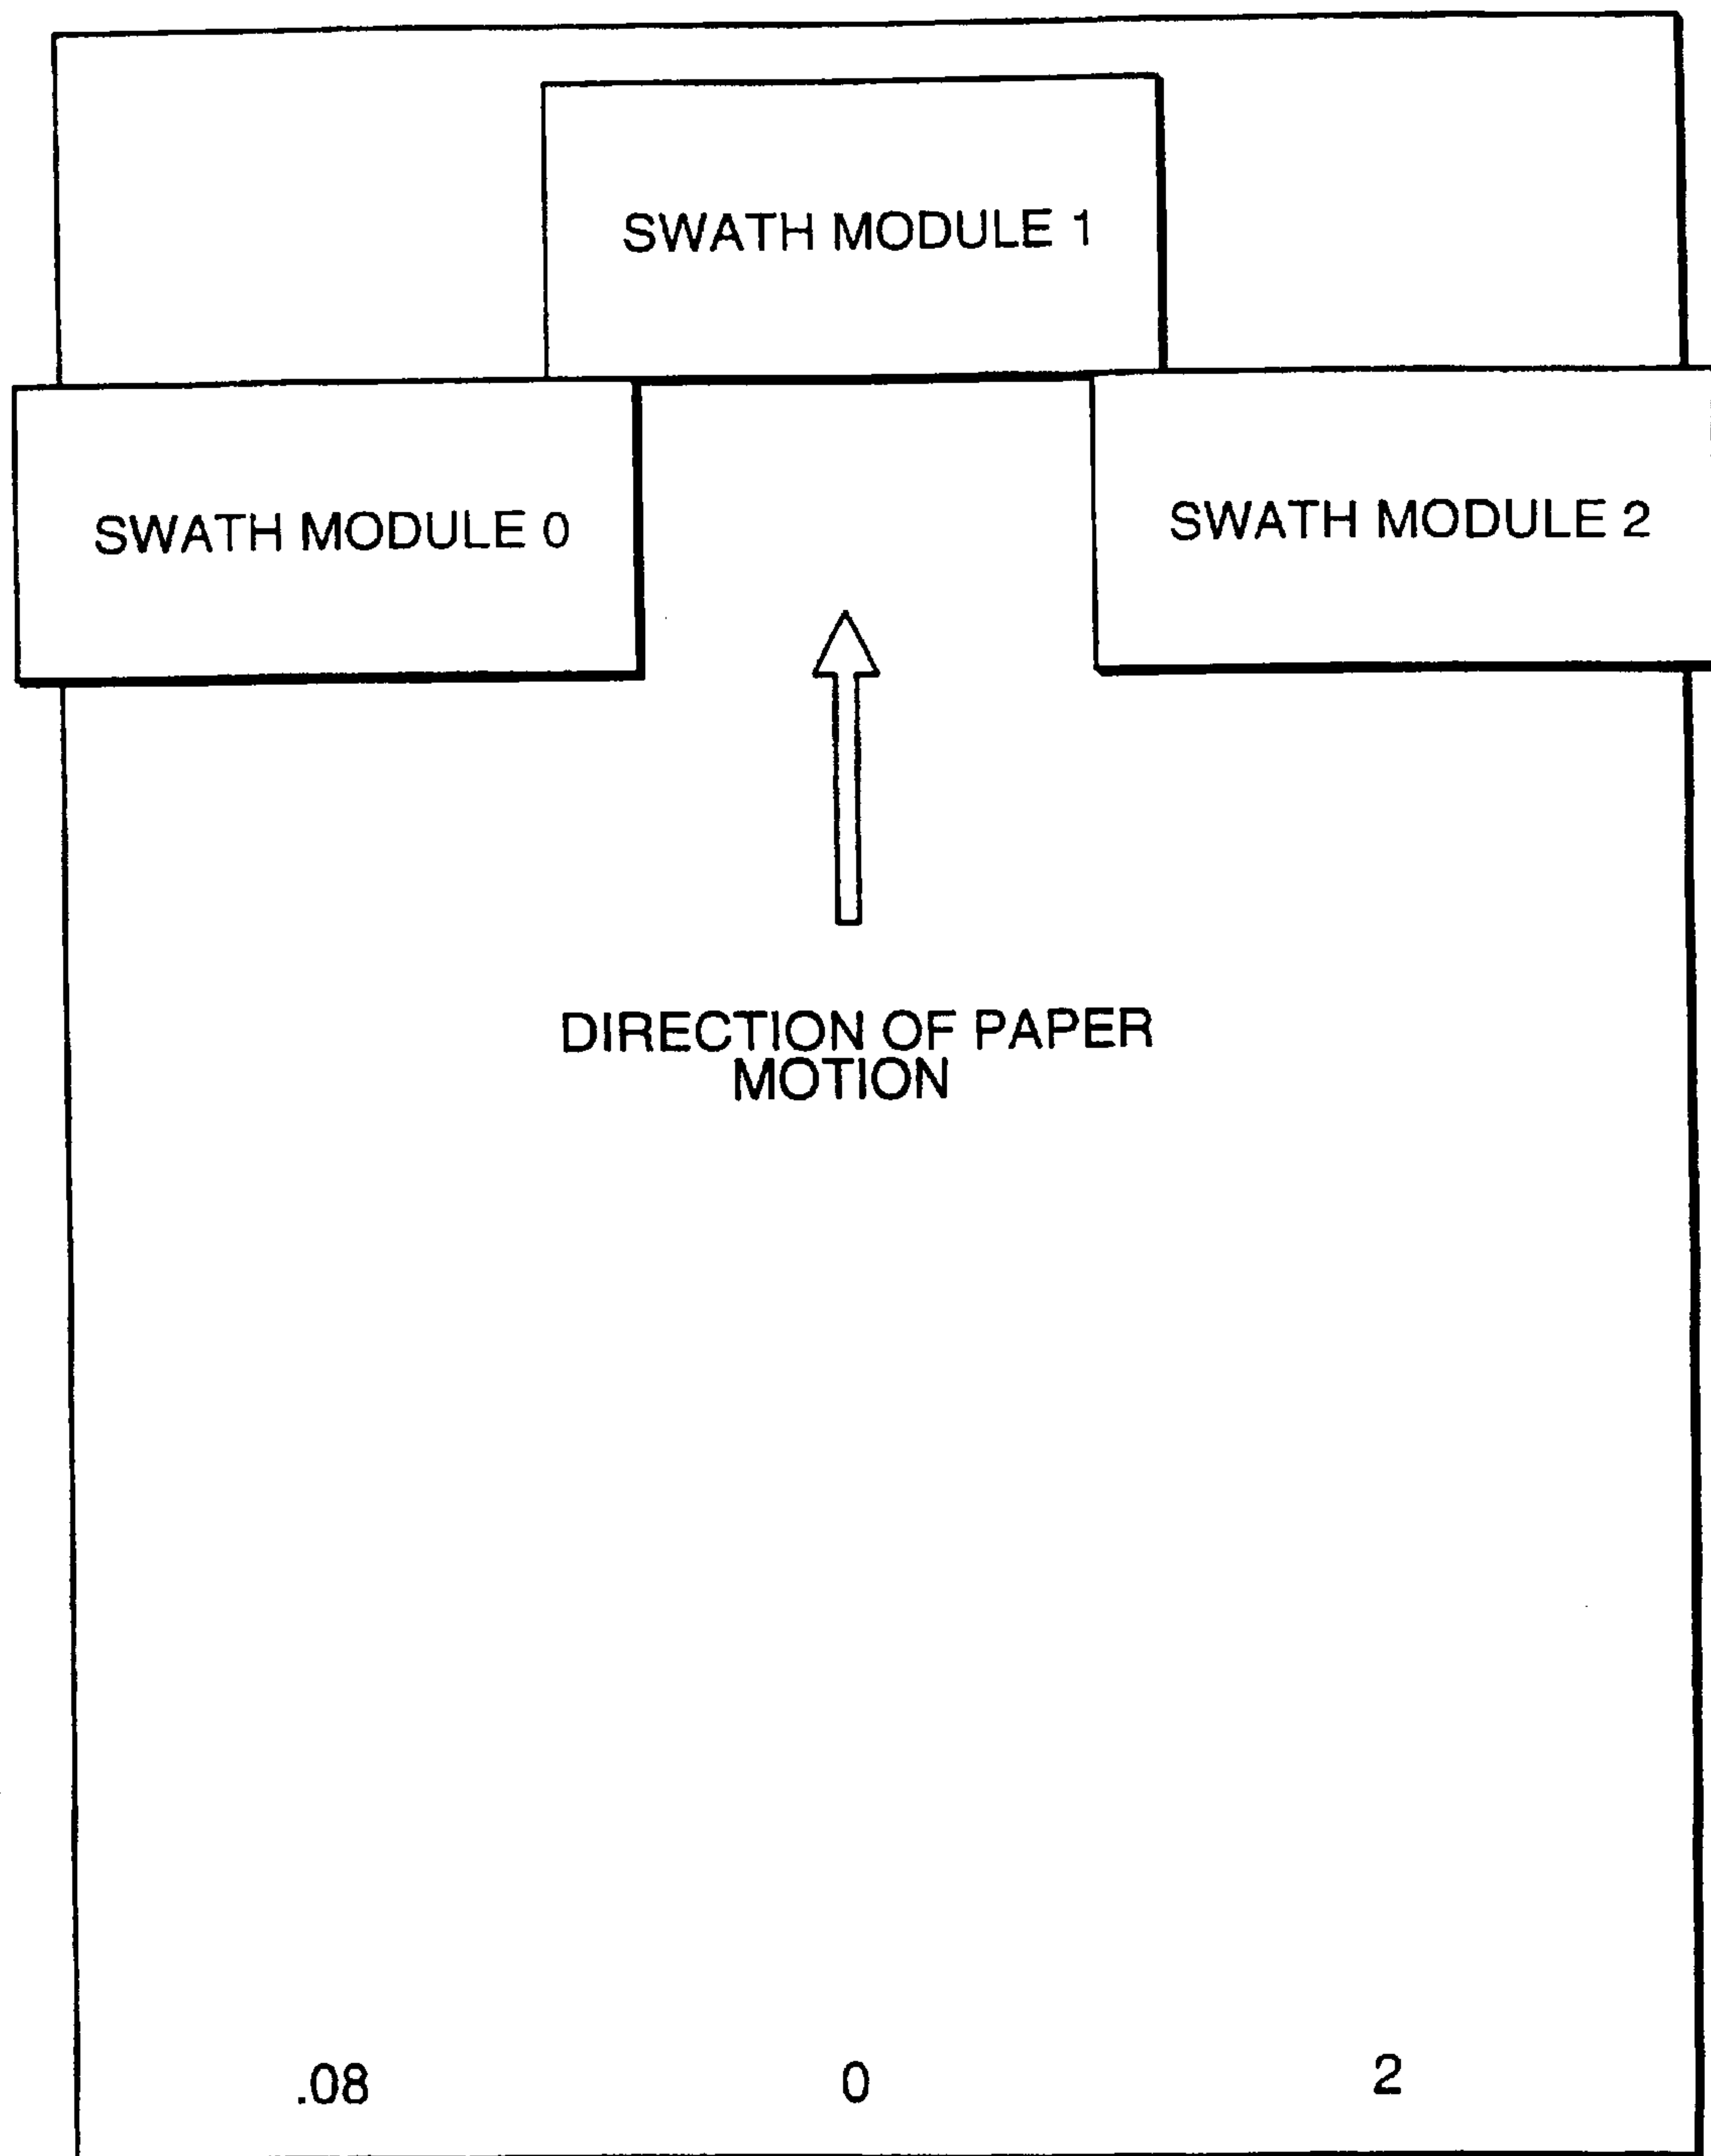 SWATH MODULE 1
SWATH MODULE 0
SWATH MODULE 2
DIRECTION OF PAPER
MOTION
.08
0
2